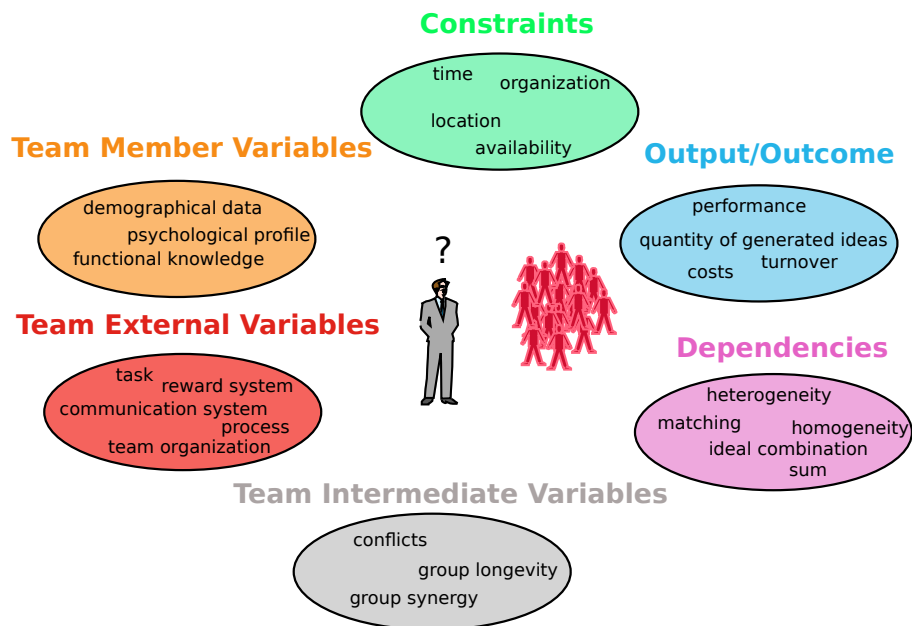 Constraints
time
organization
location
availability
Team Member Variables
demographical data
psychological profile
functional knowledge
Output/Outcome
performance
quantity of generated ideas
turnover
costs
?
Team External Variables
task
reward system
communication system
process
team organization
Dependencies
heterogeneity
matching
homogeneity
ideal combination
sum
Team Intermediate Variables
conflicts
group longevity
group synergy